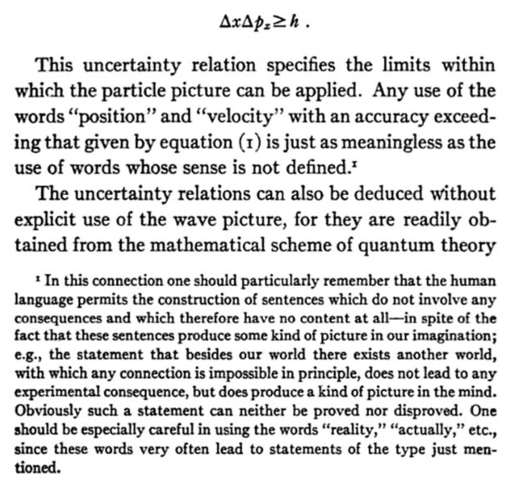 ΔxΔpₓ≥h .
This uncertainty relation specifies the limits within
which the particle picture can be applied. Any use of the
words “position” and “velocity” with an accuracy exceed-
ing that given by equation (1) is just as meaningless as the
use of words whose sense is not defined.¹
The uncertainty relations can also be deduced without
explicit use of the wave picture, for they are readily ob-
tained from the mathematical scheme of quantum theory
¹ In this connection one should particularly remember that the human
language permits the construction of sentences which do not involve any
consequences and which therefore have no content at all—in spite of the
fact that these sentences produce some kind of picture in our imagination;
e.g., the statement that besides our world there exists another world,
with which any connection is impossible in principle, does not lead to any
experimental consequence, but does produce a kind of picture in the mind.
Obviously such a statement can neither be proved nor disproved. One
should be especially careful in using the words “reality,” “actually,” etc.,
since these words very often lead to statements of the type just men-
tioned.